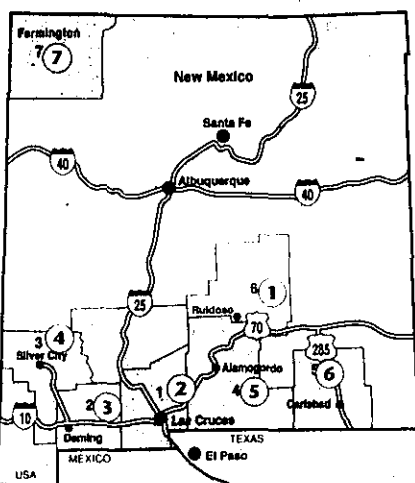 Farmington
7 7
New Mexico
25
Santa Fe
40
Albuquerque
40
25
6 1
Ruidoso
70
3 4
285
Silver City
Alamogordo
5 6
1 2
4 5
2 3
Carlsbad
10
Las Cruces
Deming
TEXAS
MEXICO
El Paso
USA